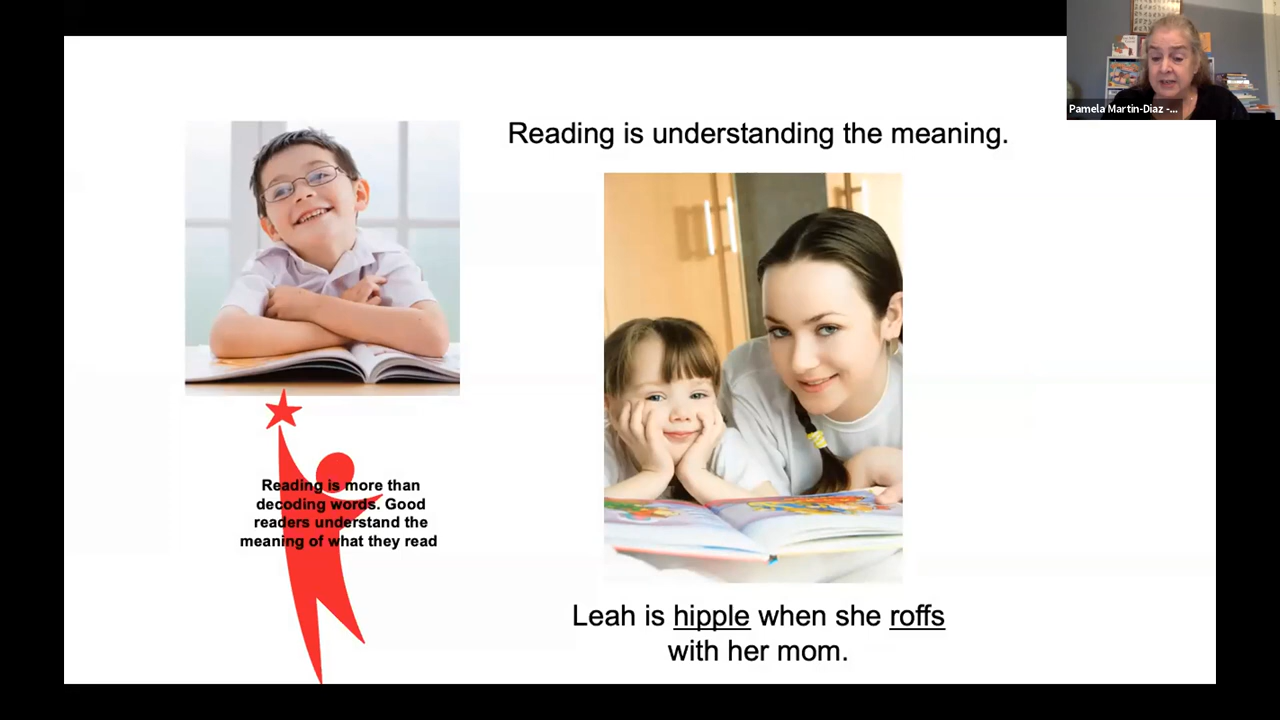 Pamela Martin-Diaz -...
Reading is understanding the meaning.
Reading is more than
decoding words. Good
readers understand the
meaning of what they read
Leah is hipple when she roffs
with her mom.